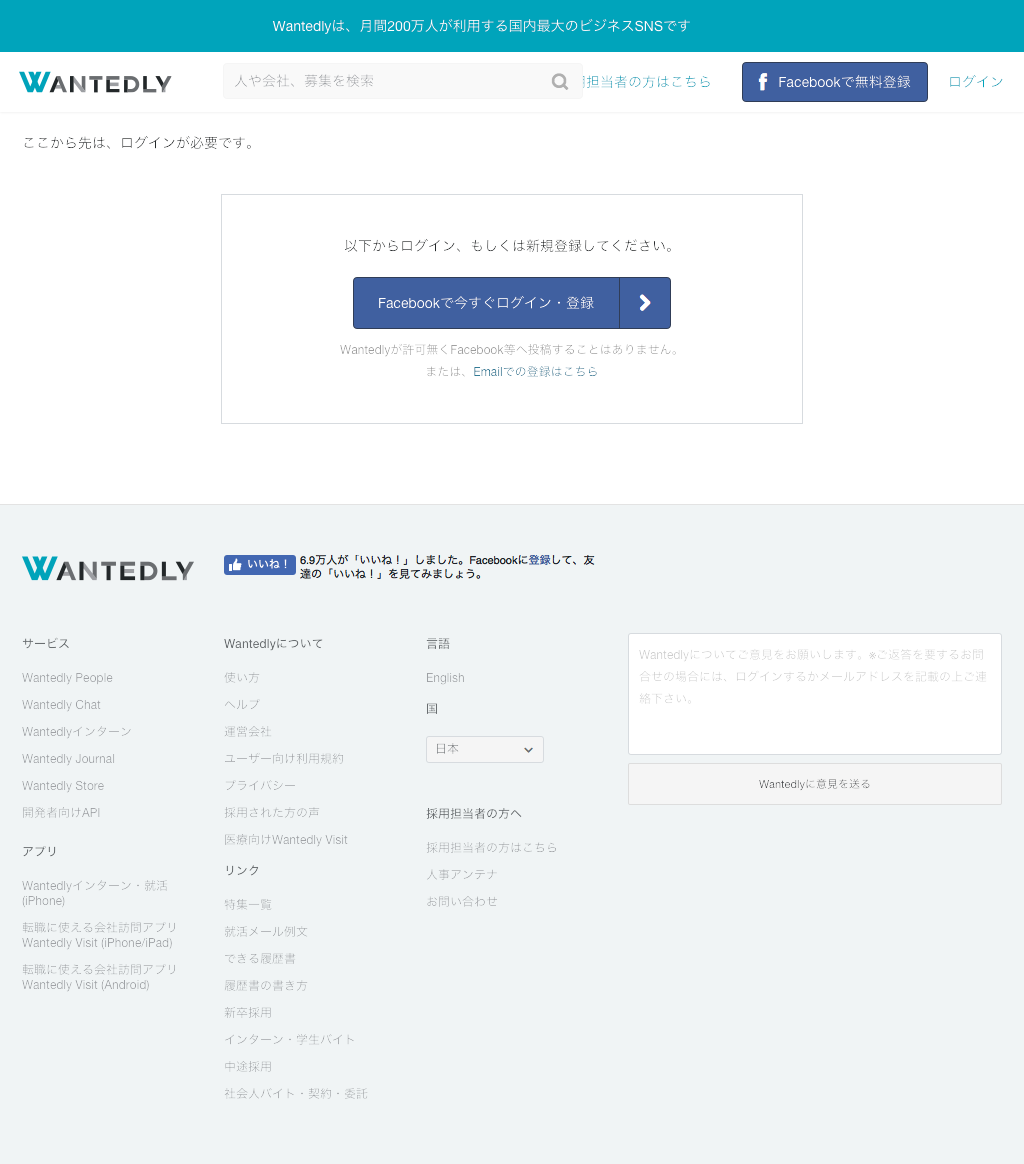 Wantedlyは、月間200万人が利用する国内最大のビジネスSNSです
WANTEDLY
人や会社、募集を検索
担当者の方はこちら
Facebookで無料登録
ログイン
ここから先は、ログインが必要です。
以下からログイン、もしくは新規登録してください。
Facebookで今すぐログイン・登録
Wantedlyが許可無くFacebook等へ投稿することはありません。
または、Emailでの登録はこちら
WANTEDLY
いいね！
6.9万人が「いいね！」しました。Facebookに登録して、友
達の「いいね！」を見てみましょう。
サービス
Wantedly People
Wantedly Chat
Wantedlyインターン
Wantedly Journal
Wantedly Store
開発者向けAPI
アプリ
Wantedlyインターン・就活
(iPhone)
転職に使える会社訪問アプリ
Wantedly Visit (iPhone/iPad)
転職に使える会社訪問アプリ
Wantedly Visit (Android)
Wantedlyについて
使い方
ヘルプ
運営会社
ユーザー向け利用規約
プライバシー
採用された方の声
医療向けWantedly Visit
リンク
特集一覧
就活メール例文
できる履歴書
履歴書の書き方
新卒採用
インターン・学生バイト
中途採用
社会人バイト・契約・委託
言語
English
国
日本
採用担当者の方へ
採用担当者の方はこちら
人事アンテナ
お問い合わせ
Wantedlyについてご意見をお願いします。※ご返答を要するお問
合せの場合には、ログインするかメールアドレスを記載の上ご連
絡下さい。
Wantedlyに意見を送る